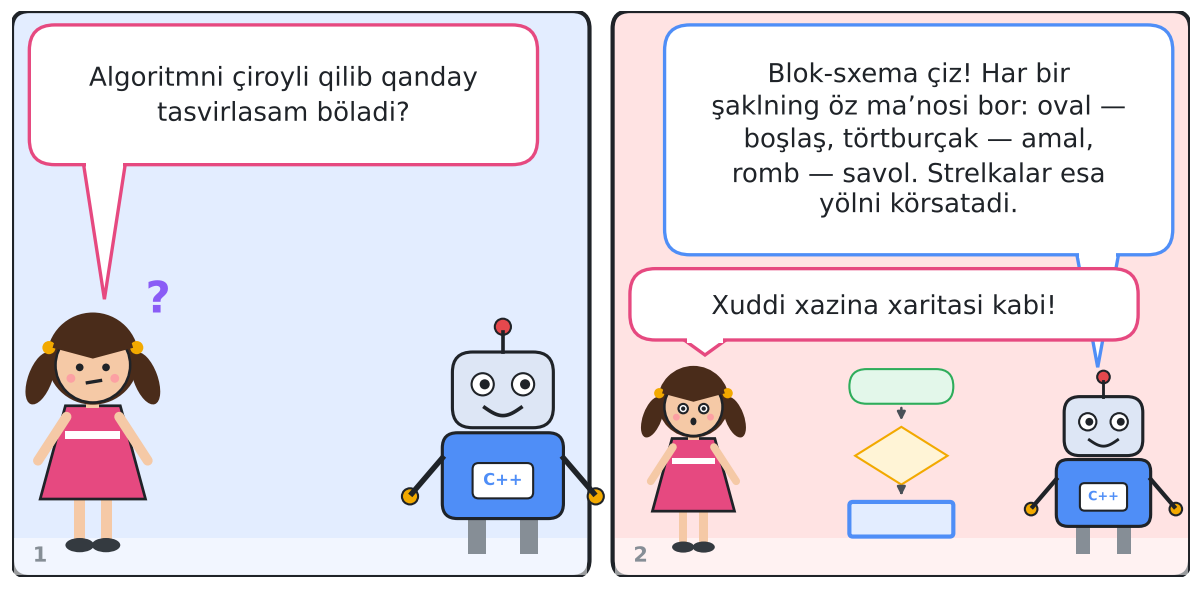 Algoritmni çiroyli qilib qanday
tasvirlasam böladi?
?
C++
1
Blok-sxema çiz! Har bir
şaklning öz ma’nosi bor: oval —
boşlaş, törtburçak — amal,
romb — savol. Strelkalar esa
yölni körsatadi.
Xuddi xazina xaritasi kabi!
C++
2